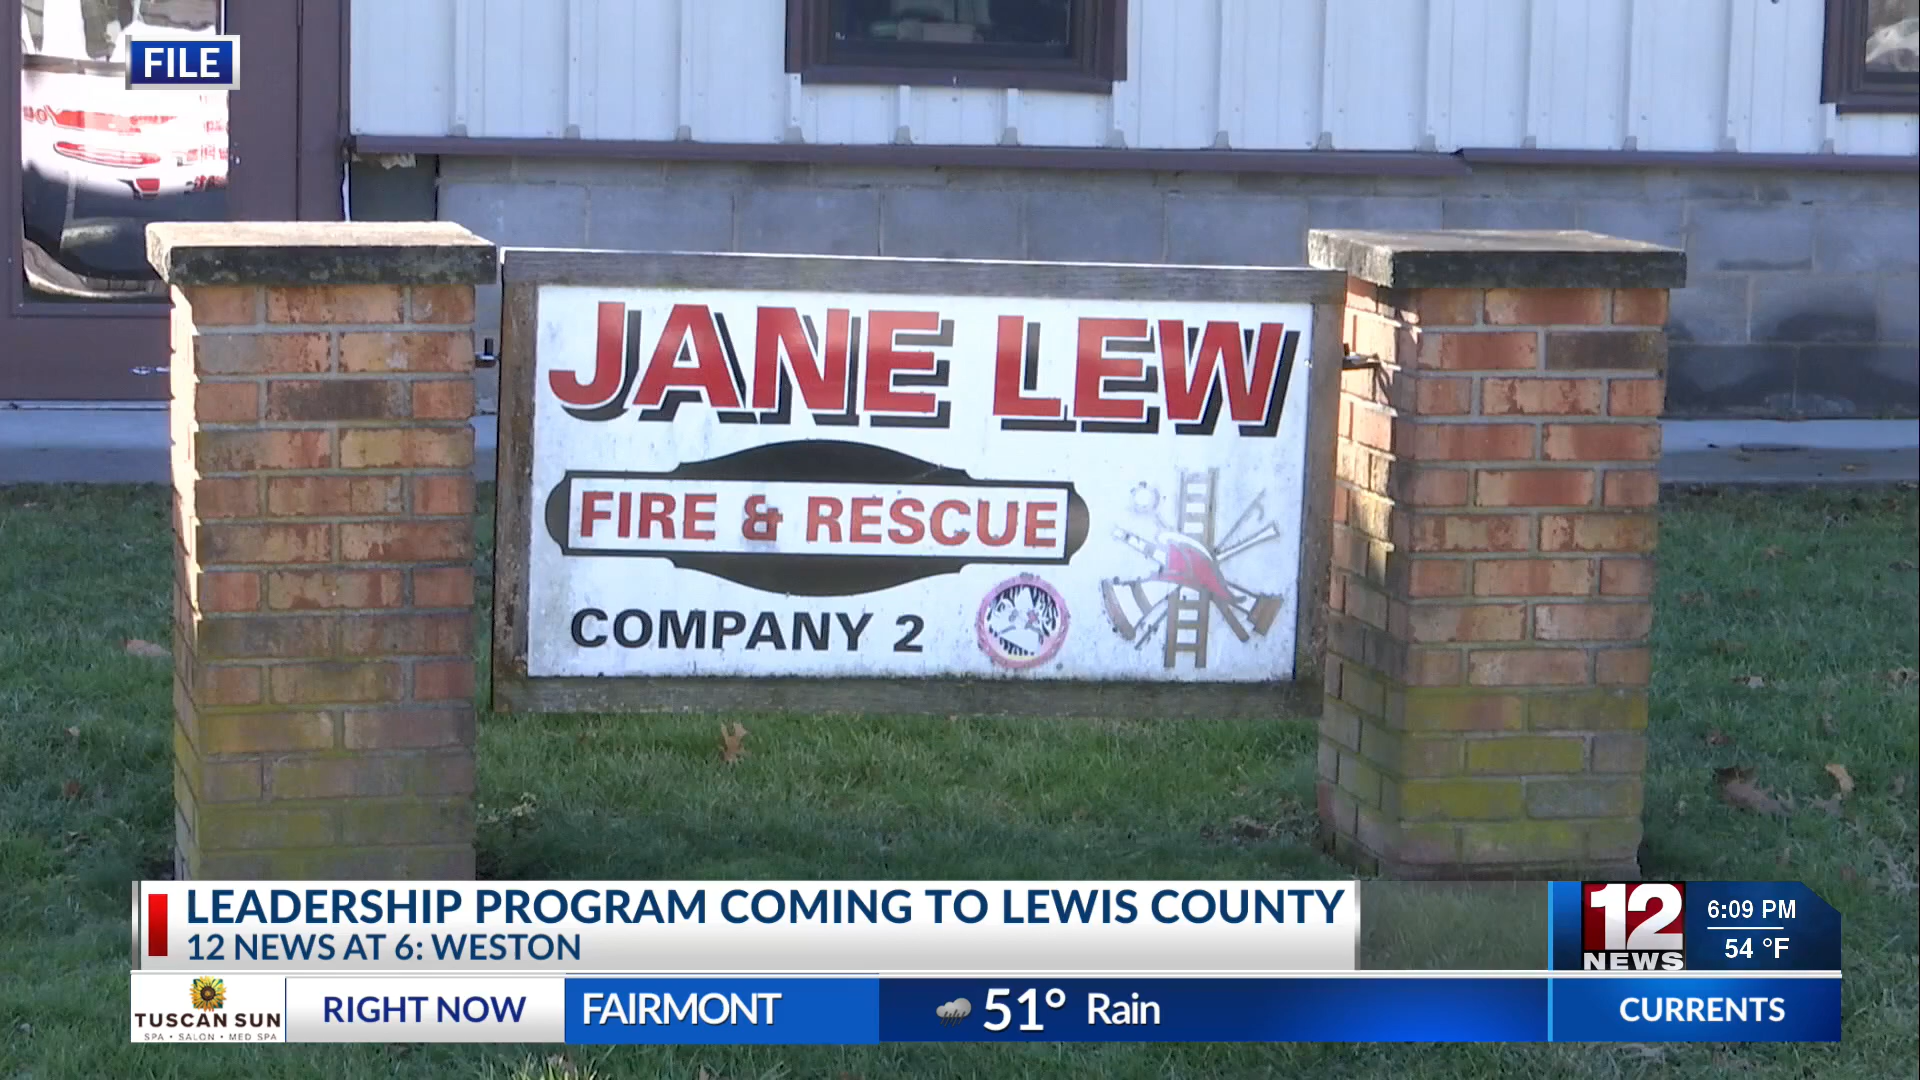 FILE
JANE LEW
FIRE & RESCUE
COMPANY 2
LEADERSHIP PROGRAM COMING TO LEWIS COUNTY
12 NEWS AT 6: WESTON
12
NEWS
6:09 PM
54 °F
TUSCAN SUN
SPA • SALON • MED SPA
RIGHT NOW
FAIRMONT
51° Rain
CURRENTS